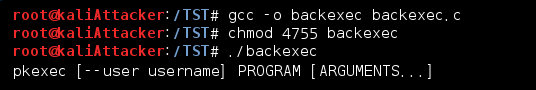 root@kaliAttacker:/TST# gcc -o backexec backexec.c
root@kaliAttacker:/TST# chmod 4755 backexec
root@kaliAttacker:/TST# ./backexec
pkexec [--user username] PROGRAM [ARGUMENTS...]